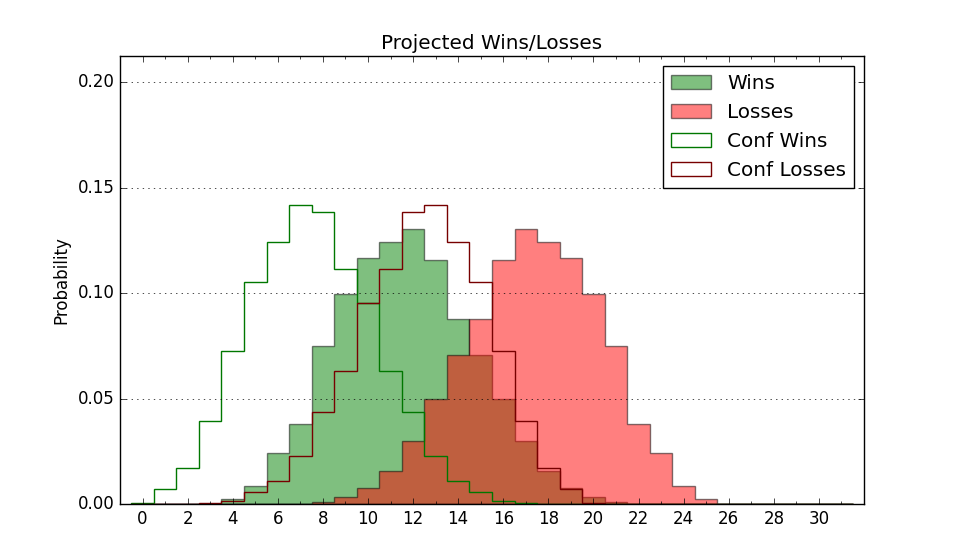 Projected Wins/Losses
0.20
0.15
0.10
0.05
0.00
Probability
Wins
Losses
Conf Wins
Conf Losses
0 2 4 6 8 10 12 14 16 18 20 22 24 26 28 30